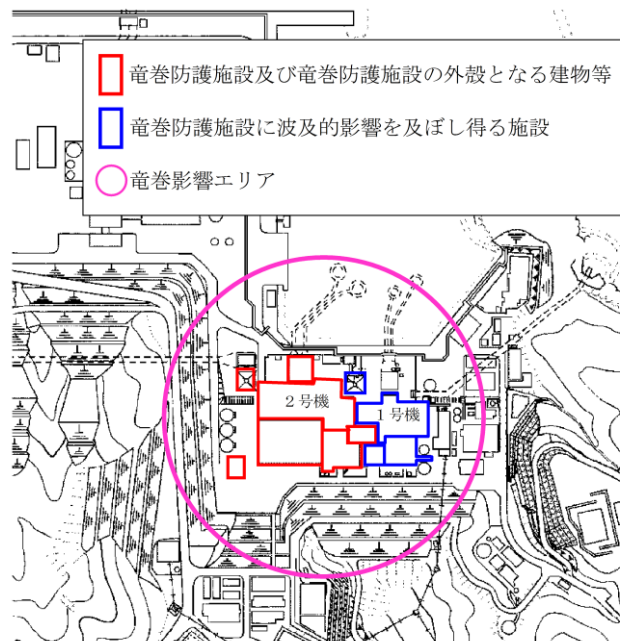 竜巻防護施設及び竜巻防護施設の外殻となる建物等
竜巻防護施設に波及的影響を及ぼし得る施設
竜巻影響エリア
2号機
1号機